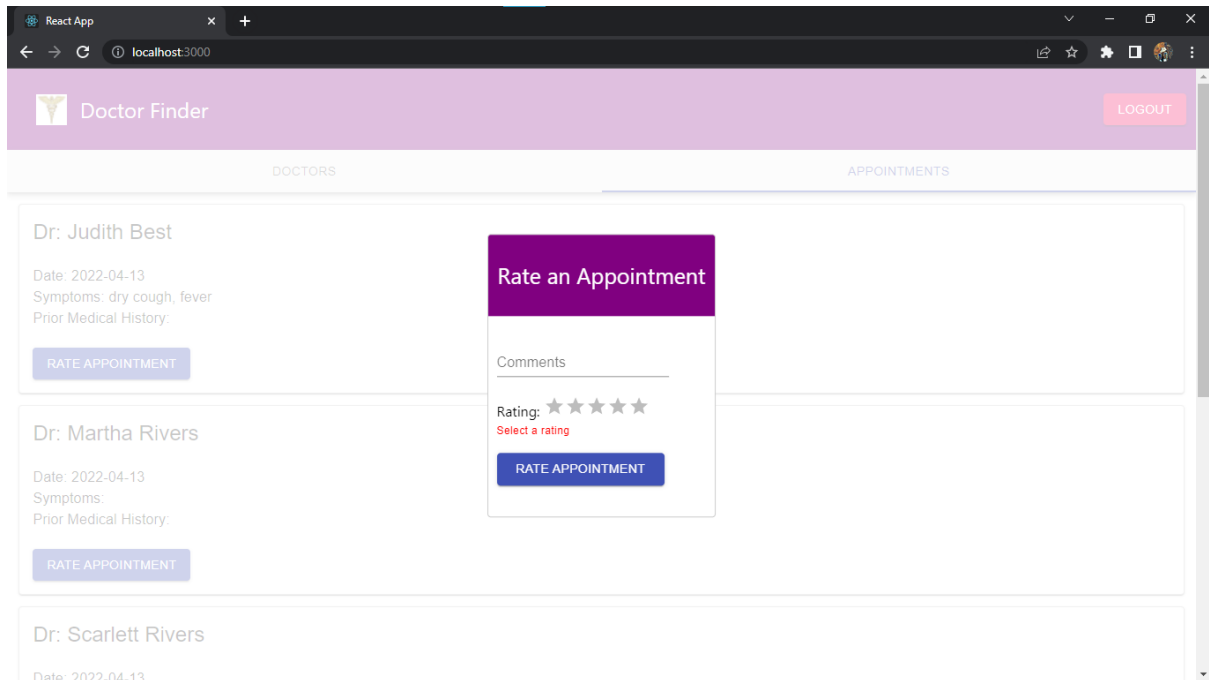 React App
localhost:3000
Doctor Finder
LOGOUT
DOCTORS
APPOINTMENTS
Dr: Judith Best
Date: 2022-04-13
Symptoms: dry cough, fever
Prior Medical History:
RATE APPOINTMENT
Rate an Appointment
Comments
Rating:
Select a rating
RATE APPOINTMENT
Dr: Martha Rivers
Date: 2022-04-13
Symptoms:
Prior Medical History:
RATE APPOINTMENT
Dr: Scarlett Rivers
Date: 2022-04-13